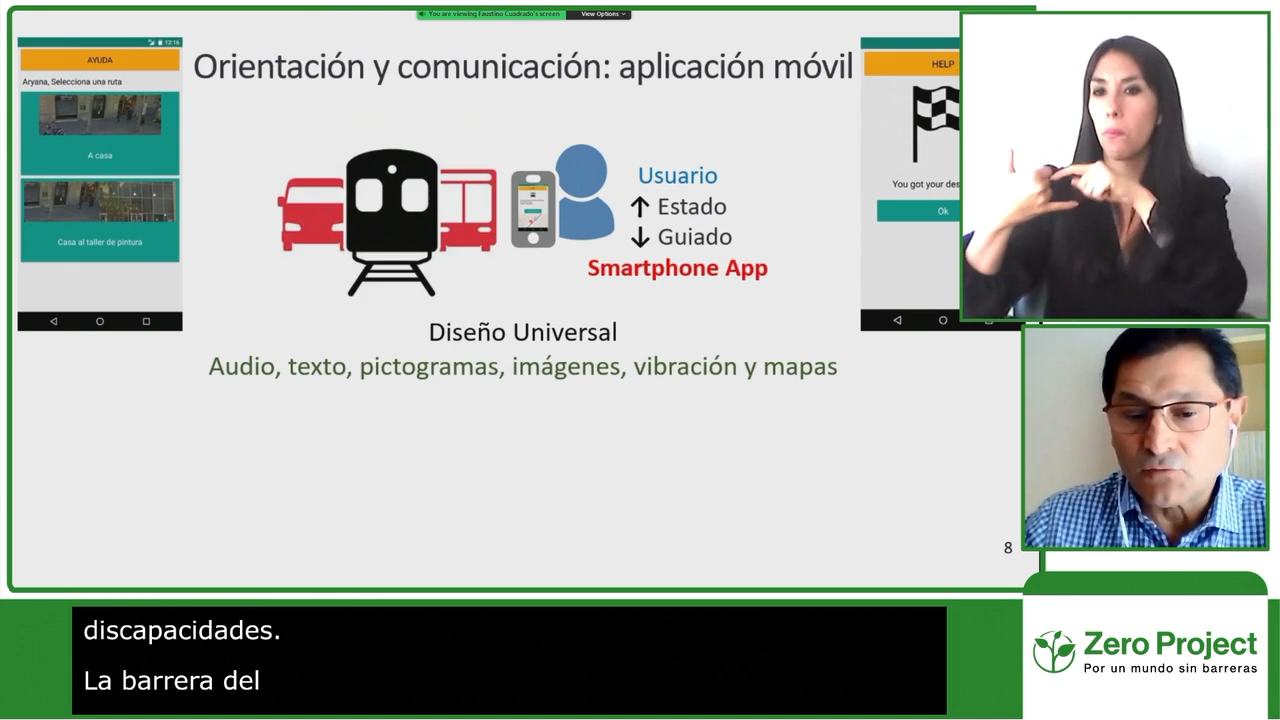 You are viewing Faustino Cuadrado's screen
View Options
12:16
AYUDA
Aryana, Selecciona una ruta
A casa
Casa al taller de pintura
Orientación y comunicación: aplicación móvil
Usuario
↑ Estado
↓ Guiado
Smartphone App
Diseño Universal
Audio, texto, pictogramas, imágenes, vibración y mapas
HELP
You got your des
Ok
8
discapacidades.
La barrera del
Zero Project
Por un mundo sin barreras